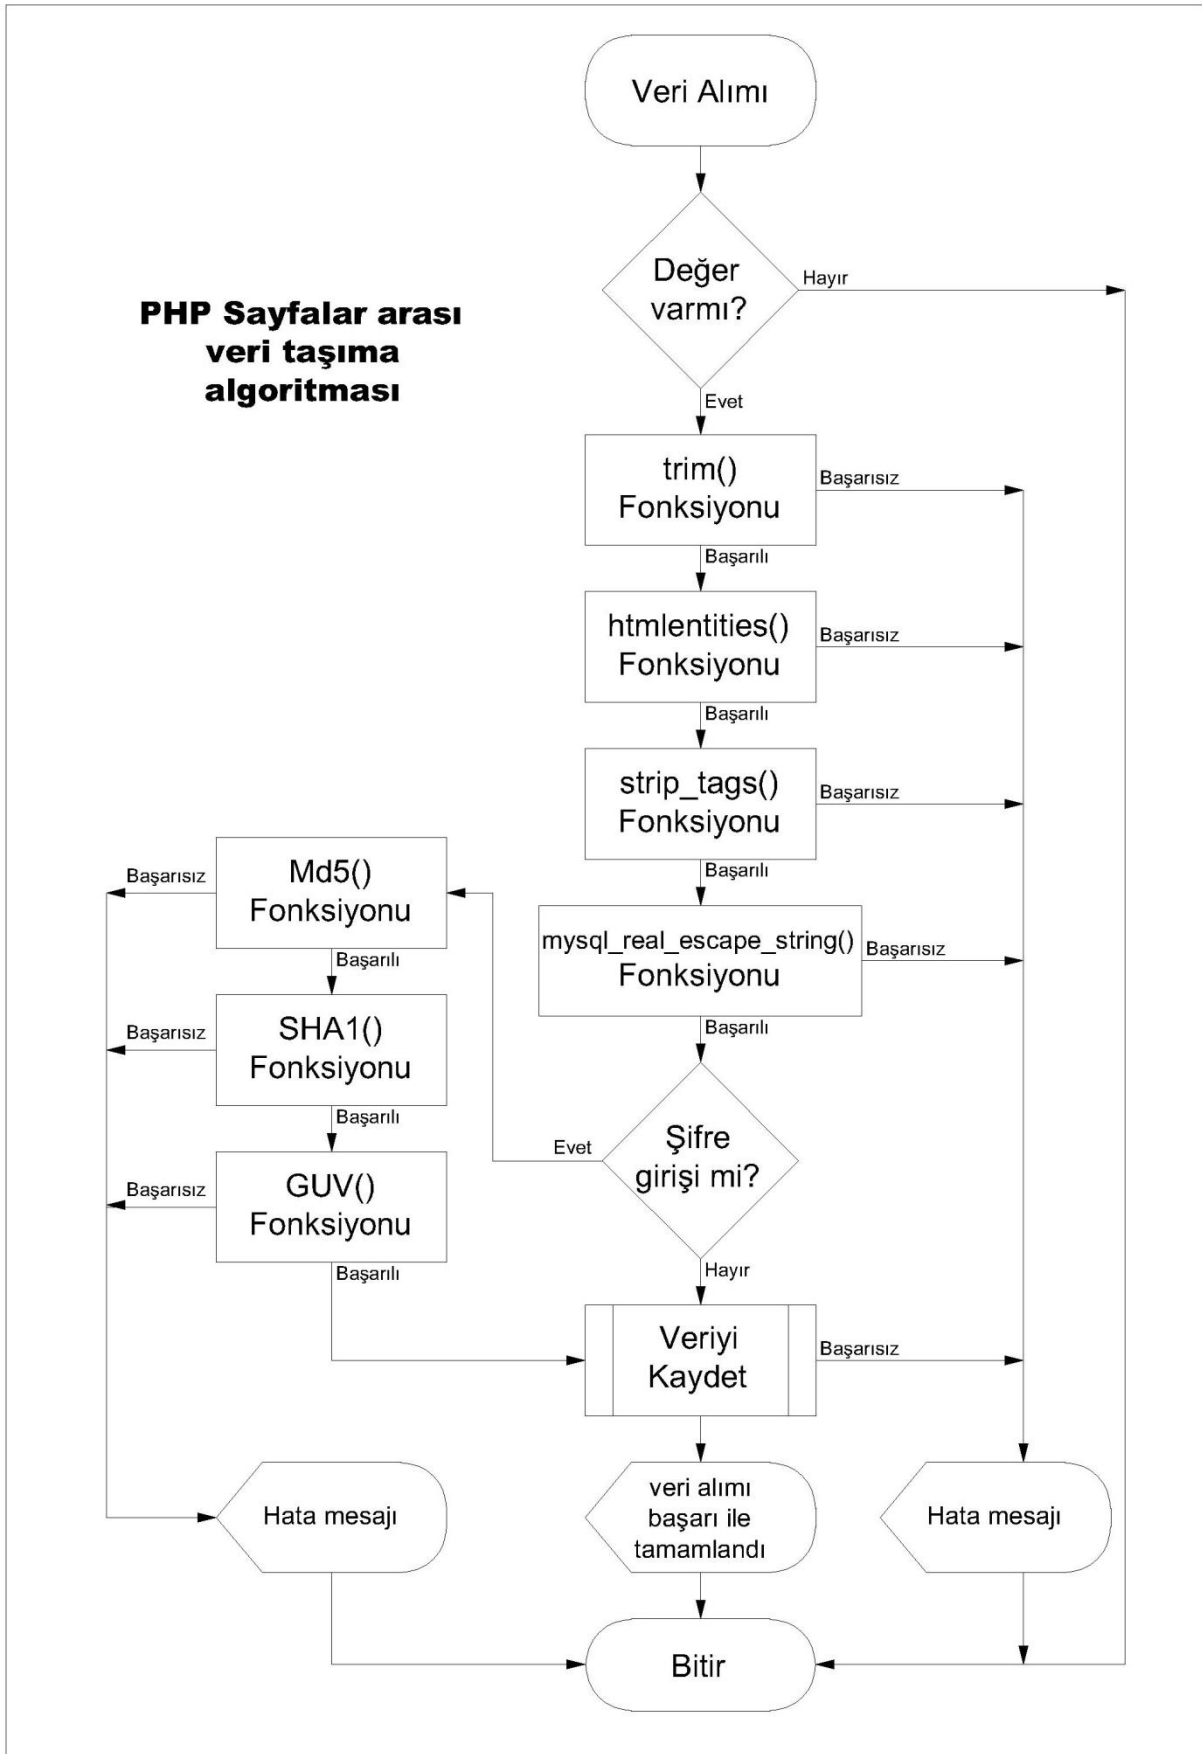 Veri Alımı
Değer
varmı?
Hayır
PHP Sayfalar arası
veri taşıma
algoritması
Evet
trim()
Fonksiyonu
Başarısız
Başarılı
htmlentities()
Fonksiyonu
Başarısız
Başarılı
strip_tags()
Fonksiyonu
Başarısız
Başarılı
mysql_real_escape_string()
Fonksiyonu
Başarısız
Başarılı
Şifre
girişi mi?
Evet
Hayır
Md5()
Fonksiyonu
Başarısız
Başarılı
SHA1()
Fonksiyonu
Başarısız
Başarılı
GUV()
Fonksiyonu
Başarısız
Başarılı
Veriyi
Kaydet
Başarısız
Hata mesajı
veri alımı
başarı ile
tamamlandı
Hata mesajı
Bitir